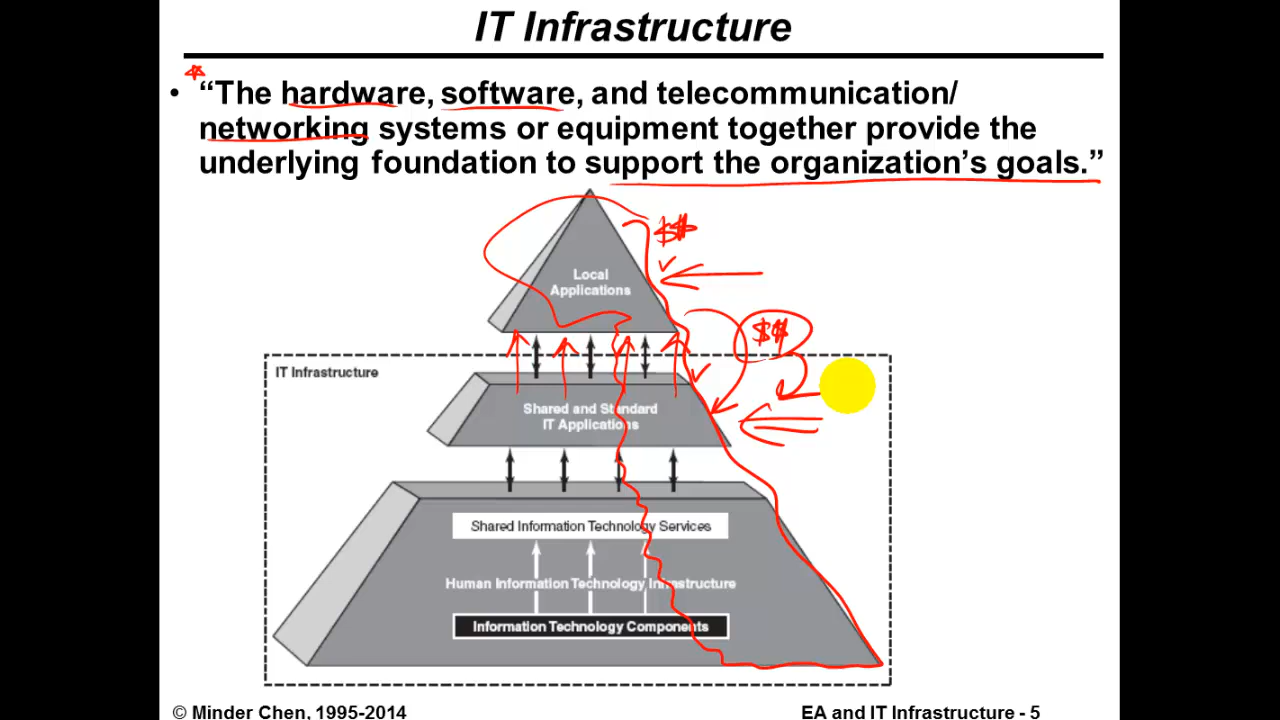 IT Infrastructure
• “The hardware, software, and telecommunication/
networking systems or equipment together provide the
underlying foundation to support the organization’s goals.”
$$
Local
Applications
$$
IT Infrastructure
Shared and Standard
IT Applications
Shared Information Technology Services
Human Information Technology Infrastructure
Information Technology Components
© Minder Chen, 1995-2014
EA and IT Infrastructure - 5